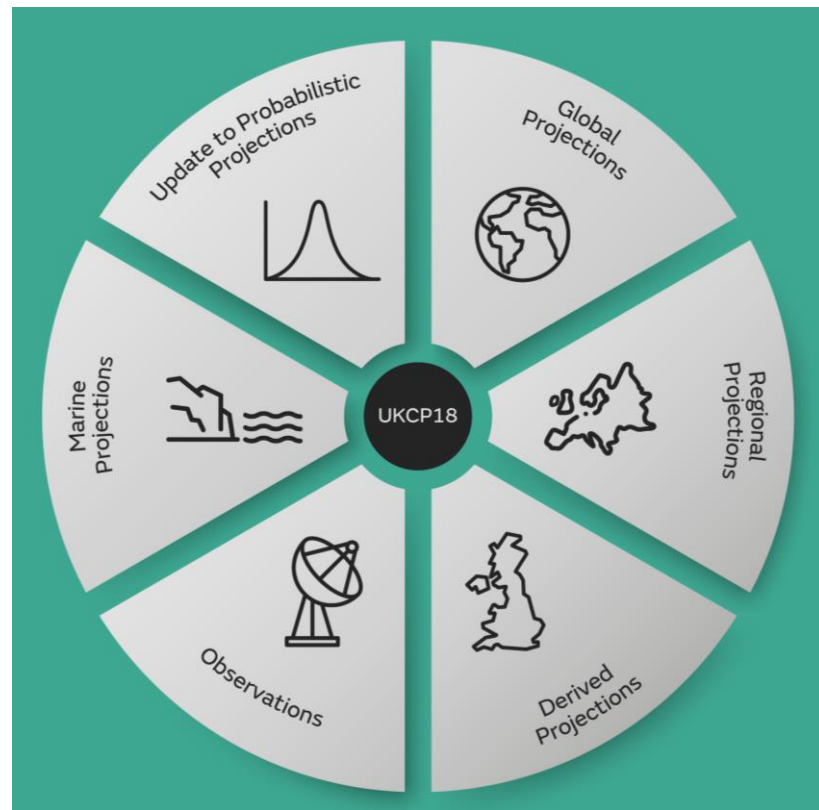 Update to Probabilistic
Projections
Global
Projections
Marine
Projections
UKCP18
Regional
Projections
Observations
Derived
Projections